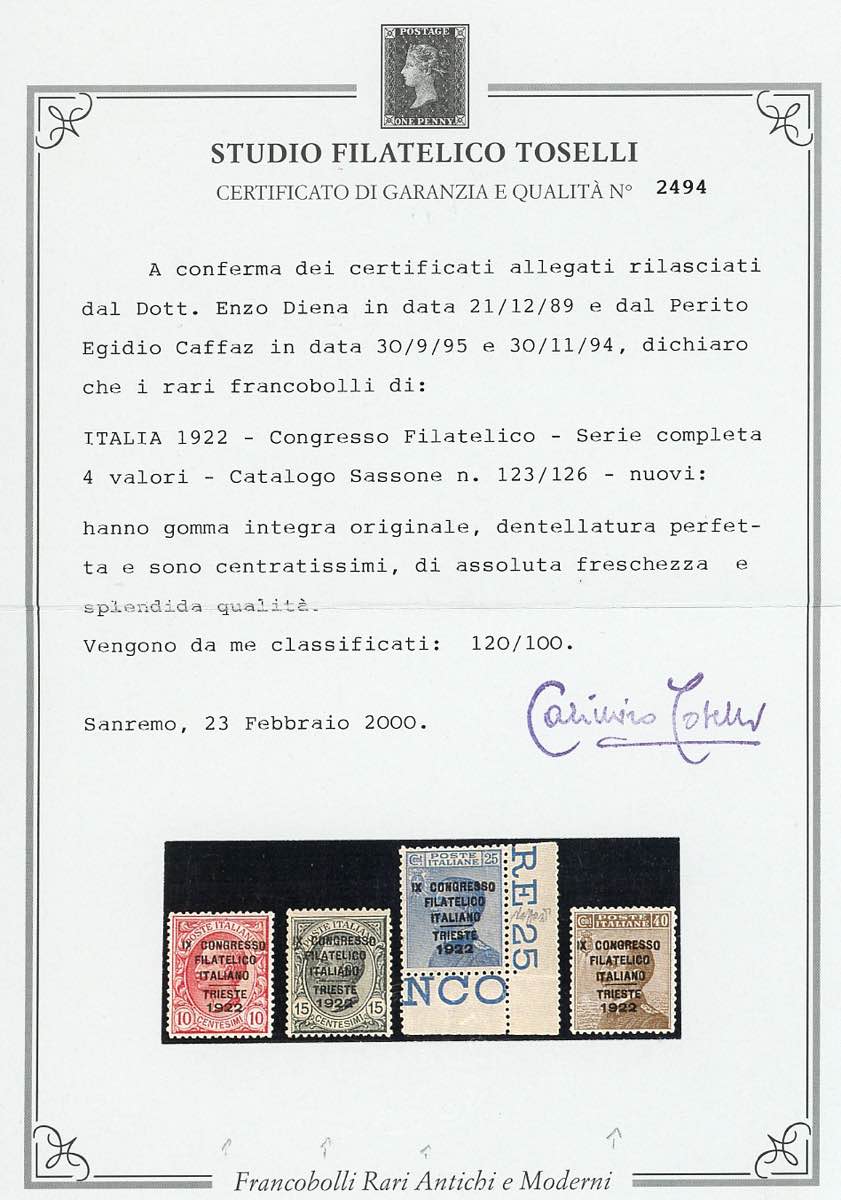 POSTAGE
ONE PENNY
STUDIO FILATELICO TOSELLI
CERTIFICATO DI GARANZIA E QUALITÀ N° 2494
A conferma dei certificati allegati rilasciati
dal Dott. Enzo Diena in data 21/12/89 e dal Perito
Egidio Caffaz in data 30/9/95 e 30/11/94, dichiaro
che i rari francobolli di:
ITALIA 1922 - Congresso Filatelico - Serie completa
4 valori - Catalogo Sassone n. 123/126 - nuovi:
hanno gomma integra originale, dentellatura perfet-
ta e sono centratissimi, di assoluta freschezza e
splendida qualità.
Vengono da me classificati: 120/100.
Sanremo, 23 Febbraio 2000.
Casimiro Toselli
POSTE ITALIANE
IX CONGRESSO
FILATELICO
ITALIANO
TRIESTE
1922
10 CENTESIMI 10
POSTE ITALIANE
IX CONGRESSO
FILATELICO
ITALIANO
TRIESTE
1922
15 CENTESIMI 15
POSTE ITALIANE 25
IX CONGRESSO
FILATELICO
ITALIANO
TRIESTE
1922
RE 25
NCO
POSTE ITALIANE 40
IX CONGRESSO
FILATELICO
ITALIANO
TRIESTE
1922
Francobolli Rari Antichi e Moderni